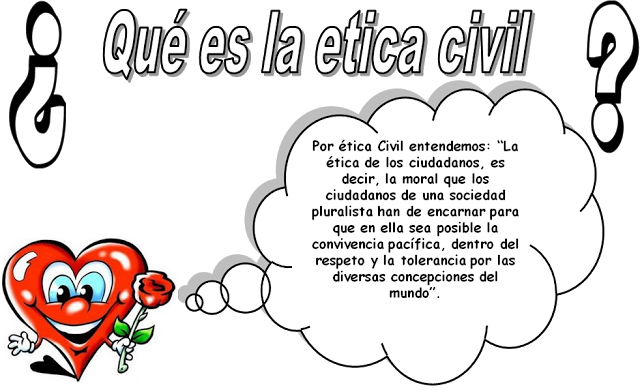 ¿ Qué es la etica civil ?
Por ética Civil entendemos: “La
ética de los ciudadanos, es
decir, la moral que los
ciudadanos de una sociedad
pluralista han de encarnar para
que en ella sea posible la
convivencia pacífica, dentro del
respeto y la tolerancia por las
diversas concepciones del
mundo”.